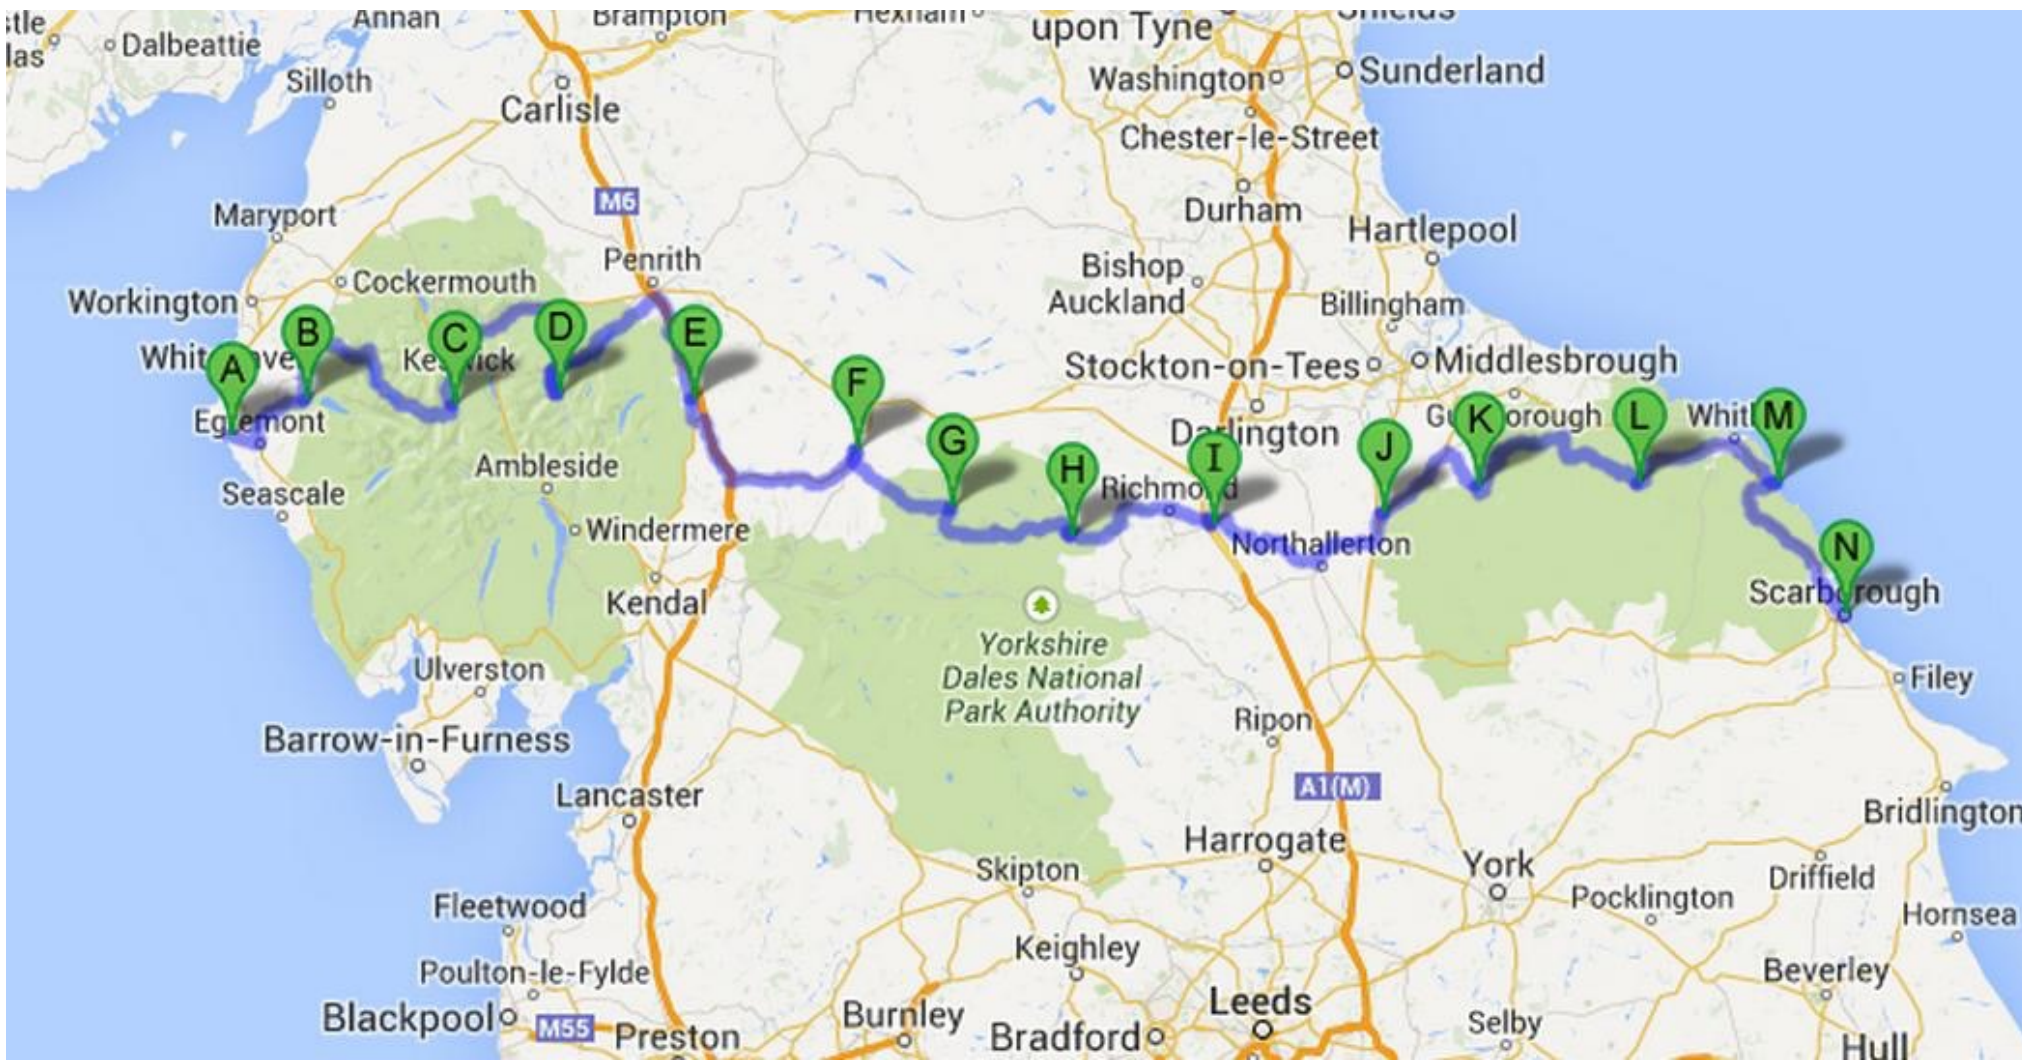 Annan
Brampton
Hexham
upon Tyne
Shields
Dalbeattie
Silloth
Carlisle
Washington
Sunderland
Chester-le-Street
M6
Maryport
Durham
Hartlepool
Penrith
Bishop
Auckland
Cockermouth
Workington
Billingham
B
C
D
E
Stockton-on-Tees
Middlesbrough
A
F
G
Darlington
J
K
L
M
Ambleside
H
Richmond
I
Seascale
Windermere
Northallerton
N
Kendal
Scarborough
Yorkshire
Dales National
Park Authority
Ulverston
Filey
Ripon
Barrow-in-Furness
A1(M)
Lancaster
Bridlington
Harrogate
Skipton
York
Driffield
Pocklington
Fleetwood
Hornsea
Keighley
Poulton-le-Fylde
Beverley
Blackpool
M55
Preston
Burnley
Bradford
Leeds
Selby
Hull